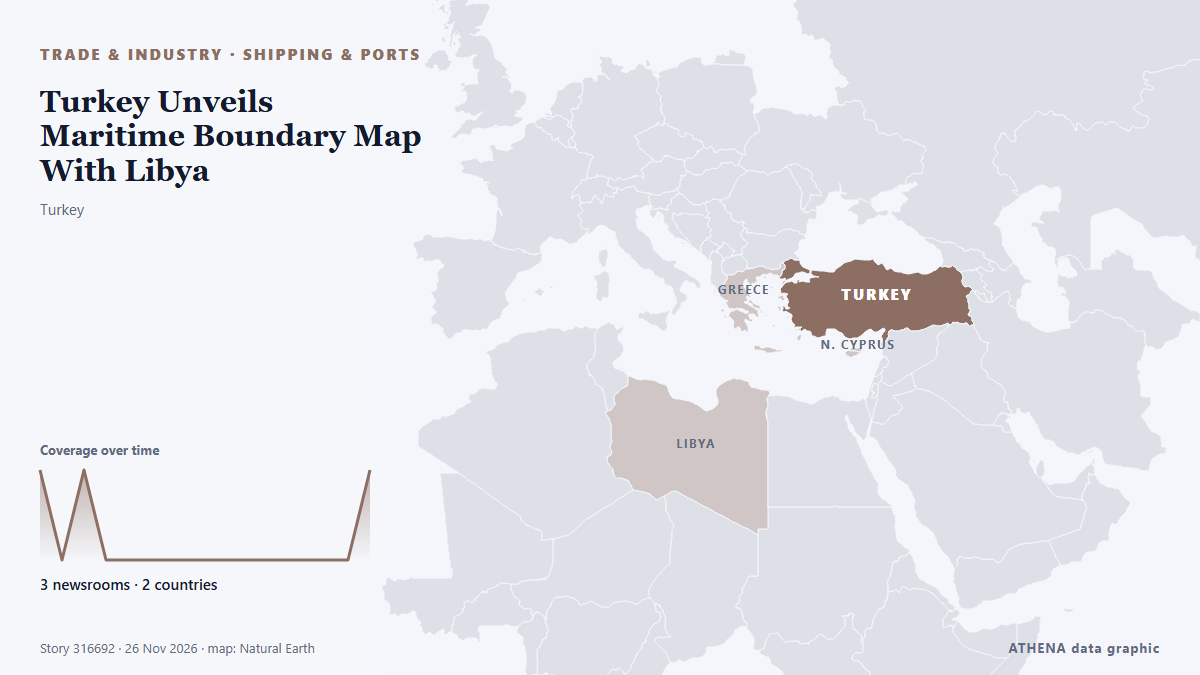 TRADE & INDUSTRY · SHIPPING & PORTS
Turkey Unveils
Maritime Boundary Map
With Libya
Turkey
GREECE
TURKEY
N. CYPRUS
LIBYA
Coverage over time
3 newsrooms · 2 countries
Story 316692 · 26 Nov 2026 · map: Natural Earth
ATHENA data graphic